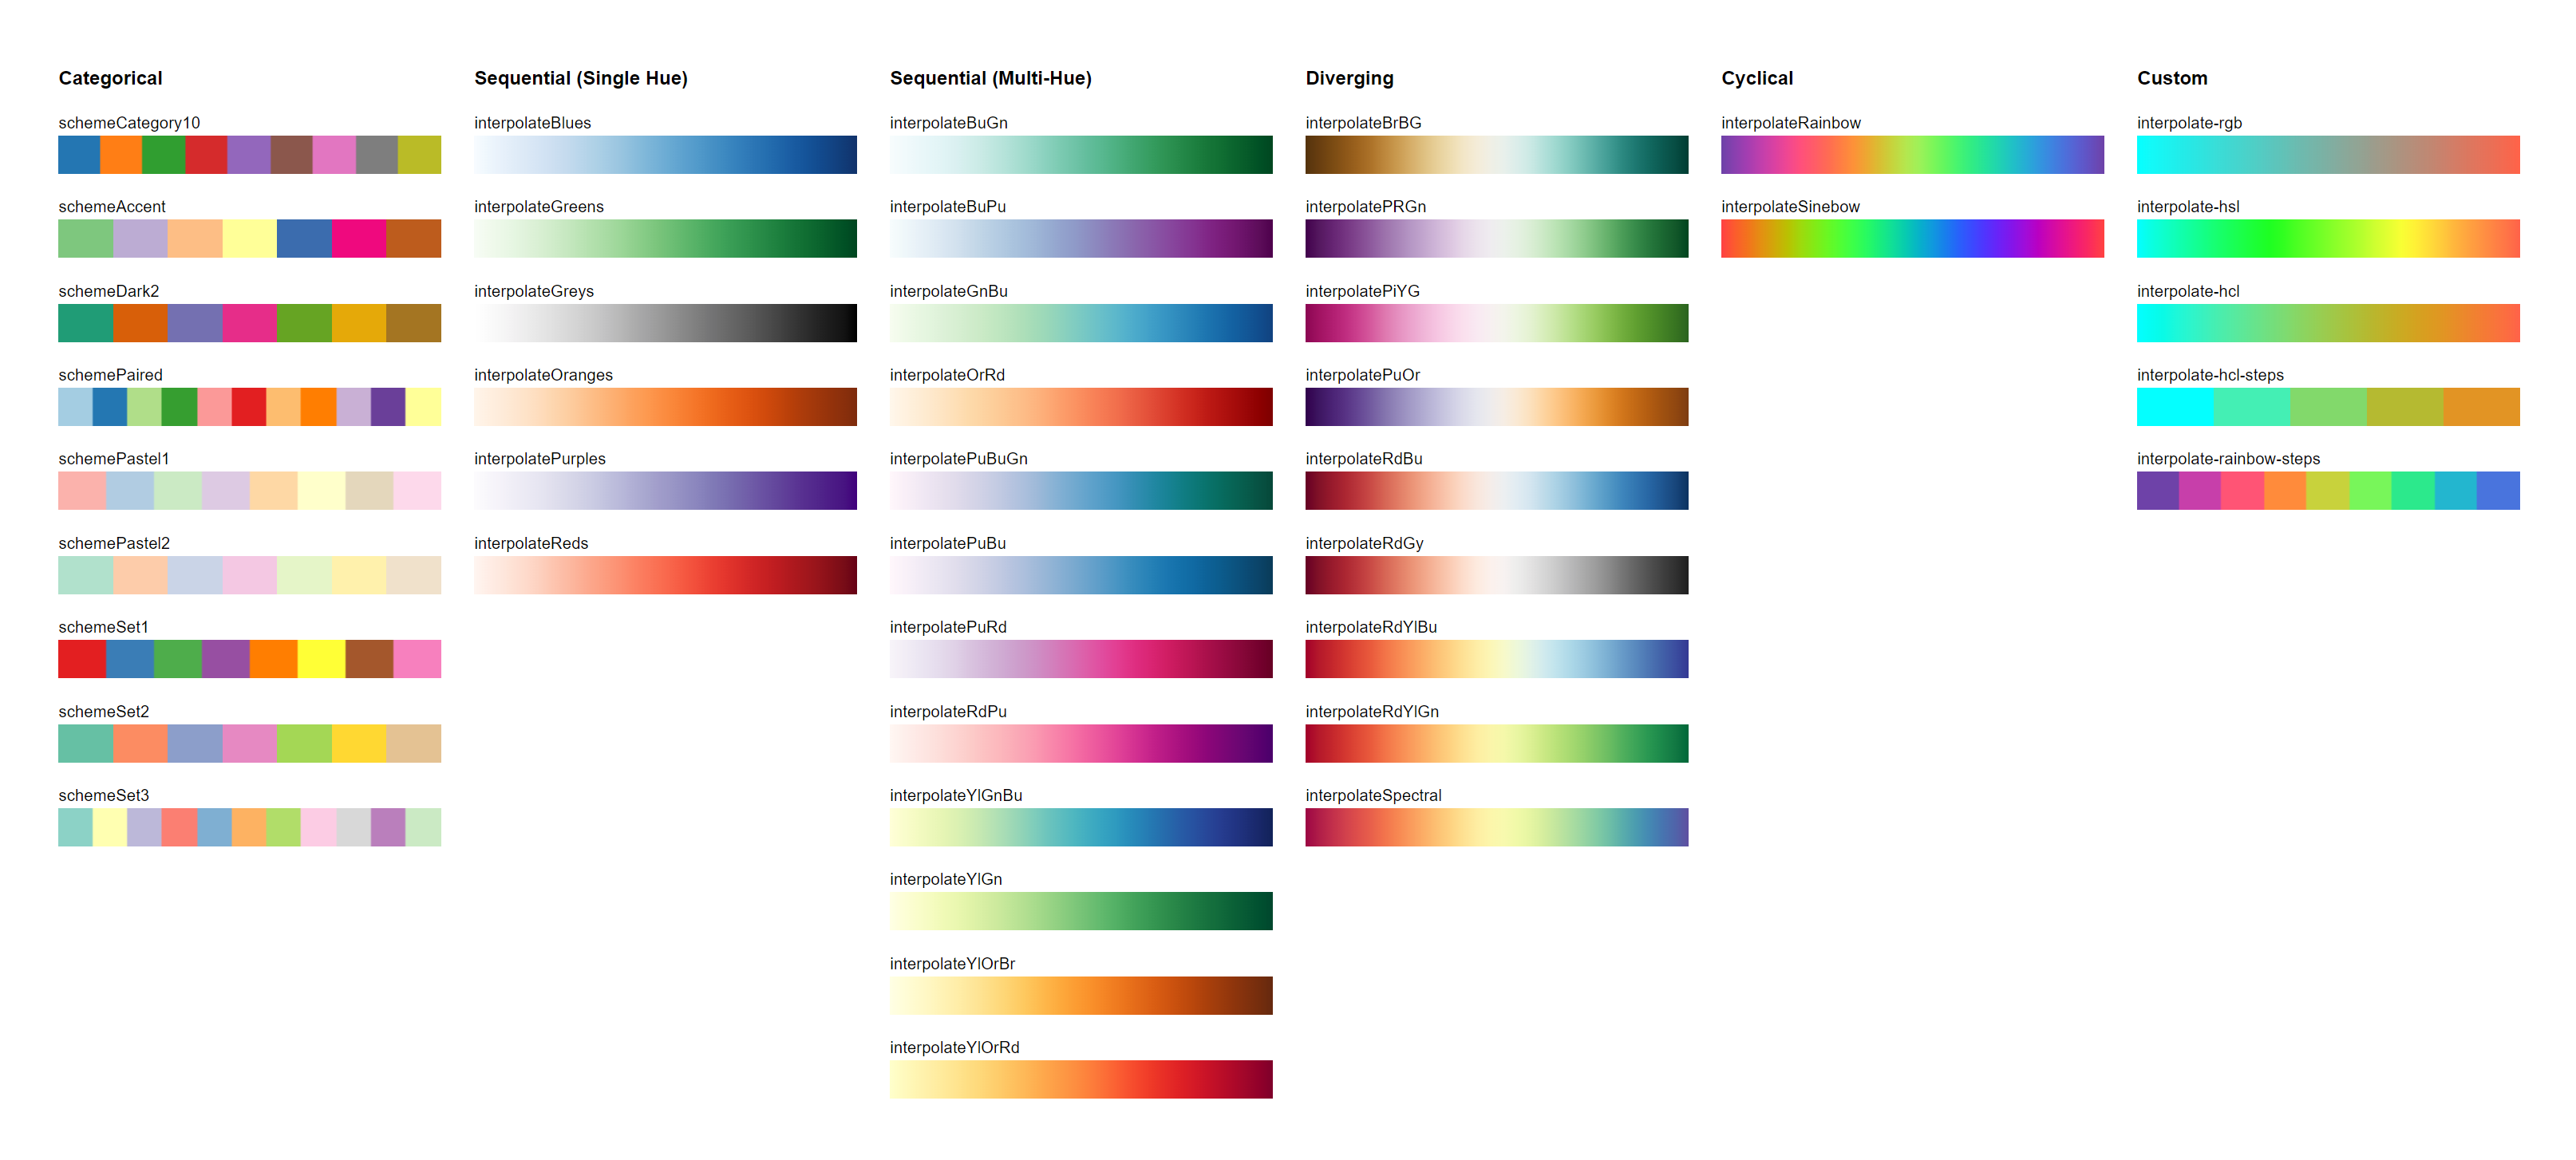 Categorical
schemeCategory10
schemeAccent
schemeDark2
schemePaired
schemePastel1
schemePastel2
schemeSet1
schemeSet2
schemeSet3
Sequential (Single Hue)
interpolateBlues
interpolateGreens
interpolateGreys
interpolateOranges
interpolatePurples
interpolateReds
Sequential (Multi-Hue)
interpolateBuGn
interpolateBuPu
interpolateGnBu
interpolateOrRd
interpolatePuBuGn
interpolatePuBu
interpolatePuRd
interpolateRdPu
interpolateYlGnBu
interpolateYlGn
interpolateYlOrBr
interpolateYlOrRd
Diverging
interpolateBrBG
interpolatePRGn
interpolatePiYG
interpolatePuOr
interpolateRdBu
interpolateRdGy
interpolateRdYlBu
interpolateRdYlGn
interpolateSpectral
Cyclical
interpolateRainbow
interpolateSinebow
Custom
interpolate-rgb
interpolate-hsl
interpolate-hcl
interpolate-hcl-steps
interpolate-rainbow-steps